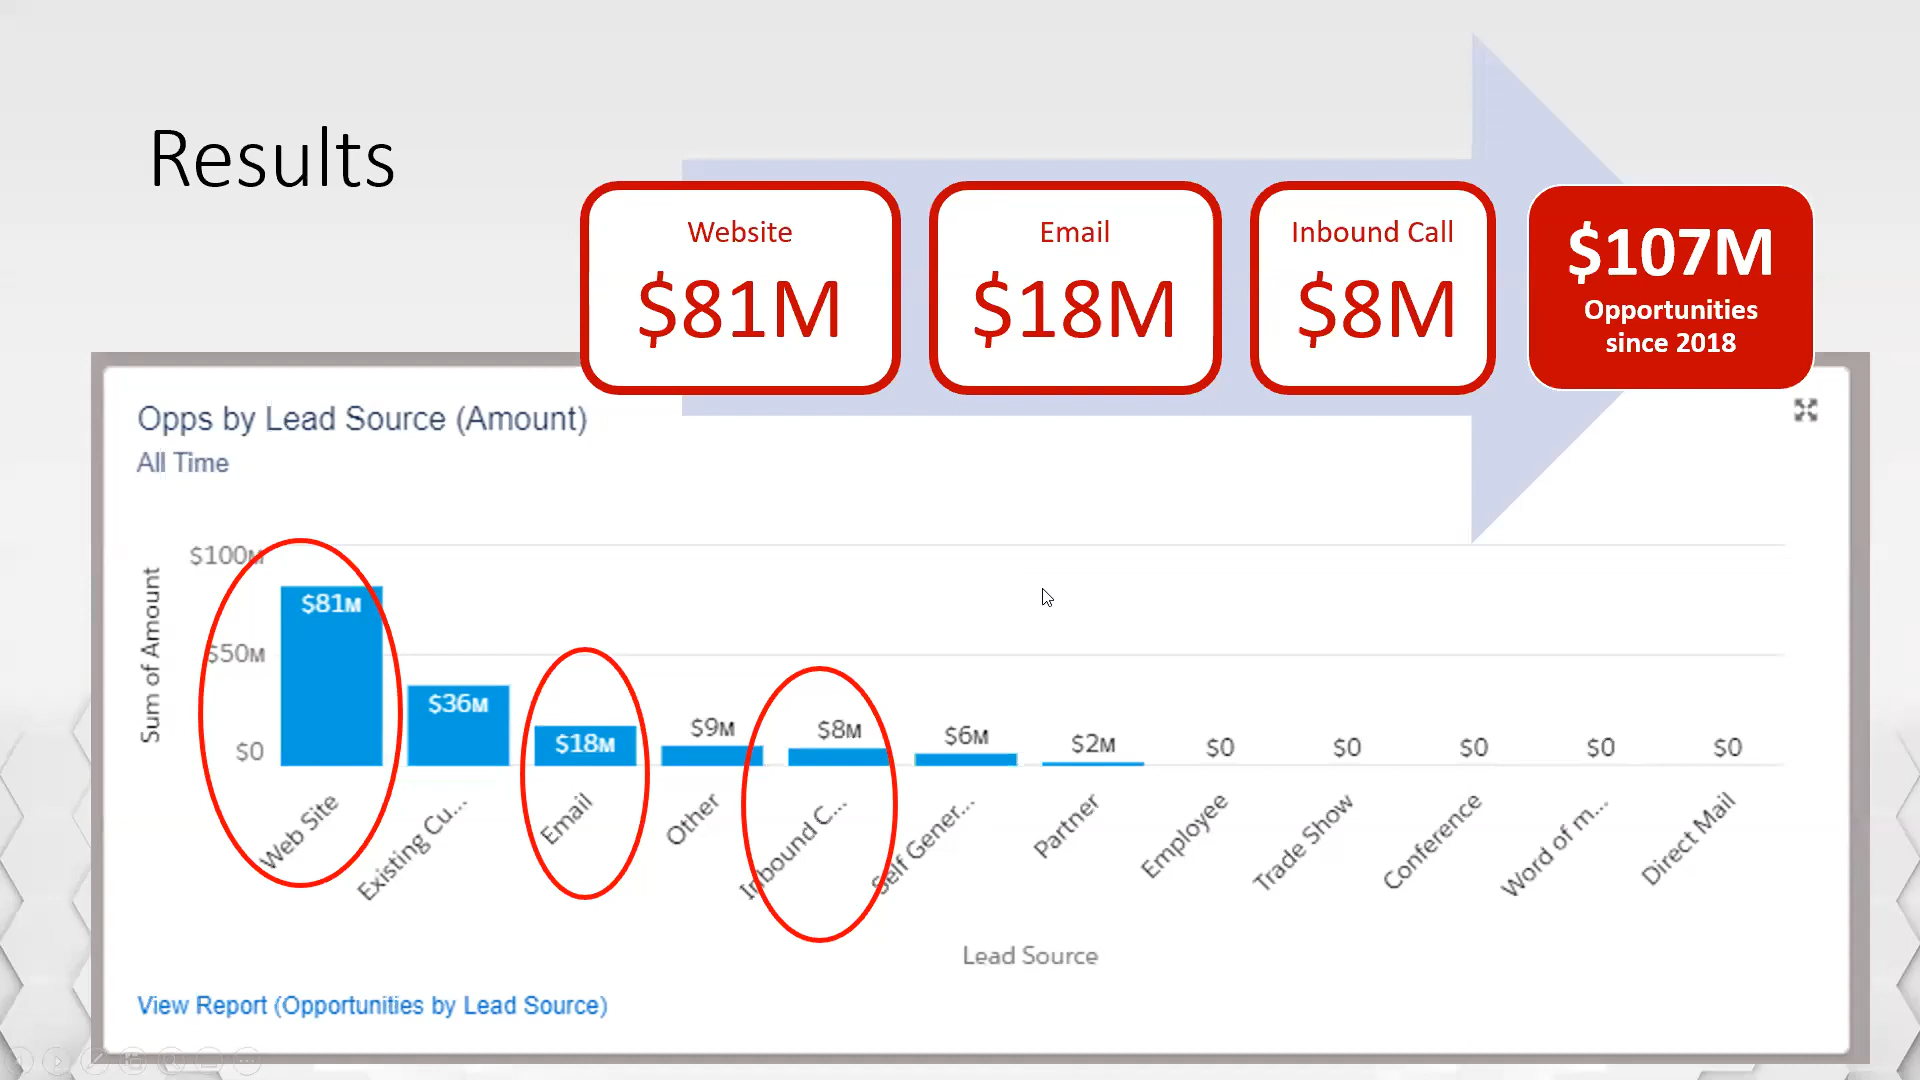 Results
Website
$81M
Email
$18M
Inbound Call
$8M
$107M
Opportunities
since 2018
Opps by Lead Source (Amount)
All Time
Sum of Amount
$100M
$50M
$0
$81M
$36M
$18M
$9M
$8M
$6M
$2M
$0
$0
$0
$0
$0
Web Site
Existing Cu...
Email
Other
Inbound C...
Self Gener...
Partner
Employee
Trade Show
Conference
Word of m...
Direct Mail
Lead Source
View Report (Opportunities by Lead Source)